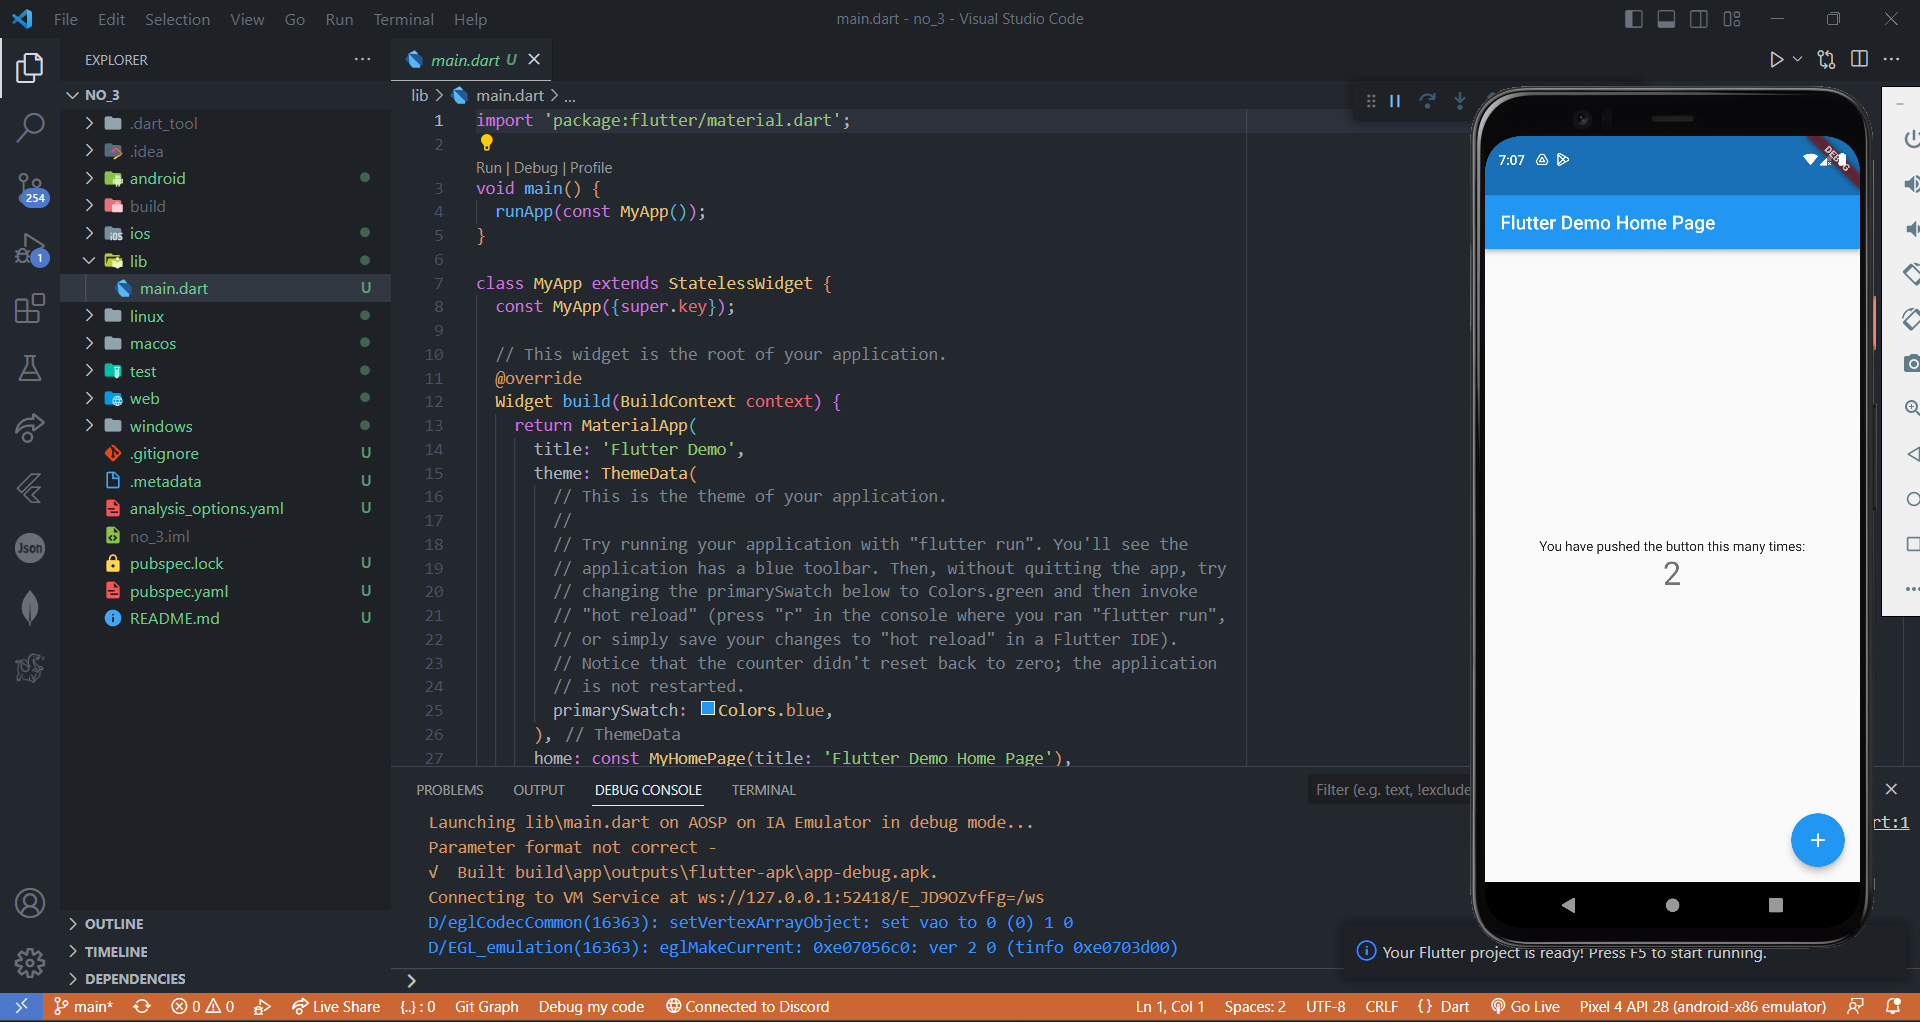 File Edit Selection View Go Run Terminal Help
main.dart - no_3 - Visual Studio Code
EXPLORER
NO_3
.dart_tool
.idea
android
build
ios
lib
main.dart U
linux
macos
test
web
windows
.gitignore U
.metadata U
analysis_options.yaml U
no_3.iml
pubspec.lock U
pubspec.yaml U
README.md U
OUTLINE
TIMELINE
DEPENDENCIES
254
1
Json
main.dart U
lib > main.dart > ...
1 import 'package:flutter/material.dart';
2
Run | Debug | Profile
3 void main() {
4 runApp(const MyApp());
5 }
6
7 class MyApp extends StatelessWidget {
8 const MyApp({super.key});
9
10 // This widget is the root of your application.
11 @override
12 Widget build(BuildContext context) {
13 return MaterialApp(
14 title: 'Flutter Demo',
15 theme: ThemeData(
16 // This is the theme of your application.
17 //
18 // Try running your application with "flutter run". You'll see the
19 // application has a blue toolbar. Then, without quitting the app, try
20 // changing the primarySwatch below to Colors.green and then invoke
21 // "hot reload" (press "r" in the console where you ran "flutter run",
22 // or simply save your changes to "hot reload" in a Flutter IDE).
23 // Notice that the counter didn't reset back to zero; the application
24 // is not restarted.
25 primarySwatch: Colors.blue,
26 ), // ThemeData
27 home: const MyHomePage(title: 'Flutter Demo Home Page'),
PROBLEMS OUTPUT DEBUG CONSOLE TERMINAL
Filter (e.g. text, !exclude
Launching lib\main.dart on AOSP on IA Emulator in debug mode...
rt:1
Parameter format not correct -
√ Built build\app\outputs\flutter-apk\app-debug.apk.
Connecting to VM Service at ws://127.0.0.1:52418/E_JD9OZvfFg=/ws
D/eglCodecCommon(16363): setVertexArrayObject: set vao to 0 (0) 1 0
D/EGL_emulation(16363): eglMakeCurrent: 0xe07056c0: ver 2 0 (tinfo 0xe0703d00)
>
7:07
DEBUG
Flutter Demo Home Page
You have pushed the button this many times:
2
+
Your Flutter project is ready! Press F5 to start running.
main* 0 0 Live Share {..} : 0 Git Graph Debug my code Connected to Discord
Ln 1, Col 1 Spaces: 2 UTF-8 CRLF {} Dart Go Live Pixel 4 API 28 (android-x86 emulator)